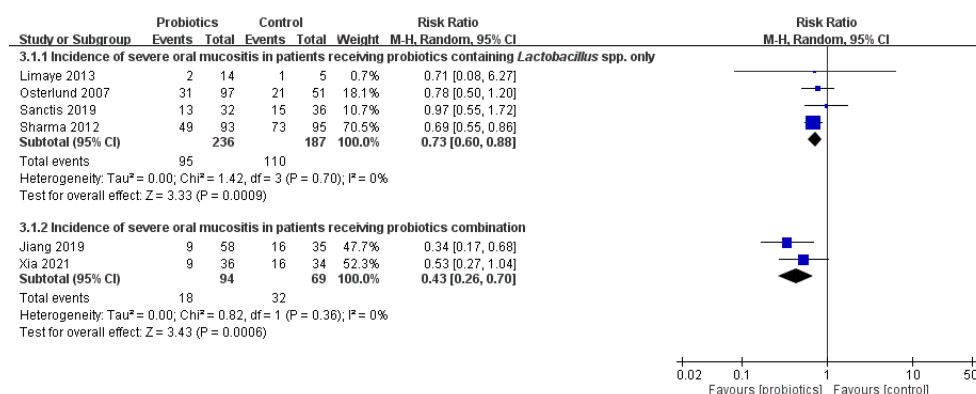 Probiotics Control Risk Ratio Risk Ratio
Study or Subgroup Events Total Events Total Weight M-H, Random, 95% CI M-H, Random, 95% CI
3.1.1 Incidence of severe oral mucositis in patients receiving probiotics containing Lactobacillus spp. only
Limaye 2013 2 14 1 5 0.7% 0.71 [0.08, 6.27]
Osterlund 2007 31 97 21 51 18.1% 0.78 [0.50, 1.20]
Sanctis 2019 13 32 15 36 10.7% 0.97 [0.55, 1.72]
Sharma 2012 49 93 73 95 70.5% 0.69 [0.55, 0.86]
Subtotal (95% CI) 236 187 100.0% 0.73 [0.60, 0.88]
Total events 95 110
Heterogeneity: Tau² = 0.00; Chi² = 1.42, df = 3 (P = 0.70); I² = 0%
Test for overall effect: Z = 3.33 (P = 0.0009)
3.1.2 Incidence of severe oral mucositis in patients receiving probiotics combination
Jiang 2019 9 58 16 35 47.7% 0.34 [0.17, 0.68]
Xia 2021 9 36 16 34 52.3% 0.53 [0.27, 1.04]
Subtotal (95% CI) 94 69 100.0% 0.43 [0.26, 0.70]
Total events 18 32
Heterogeneity: Tau² = 0.00; Chi² = 0.82, df = 1 (P = 0.36); I² = 0%
Test for overall effect: Z = 3.43 (P = 0.0006)
0.02 0.1 1 10 50
Favours [probiotics] Favours [control]